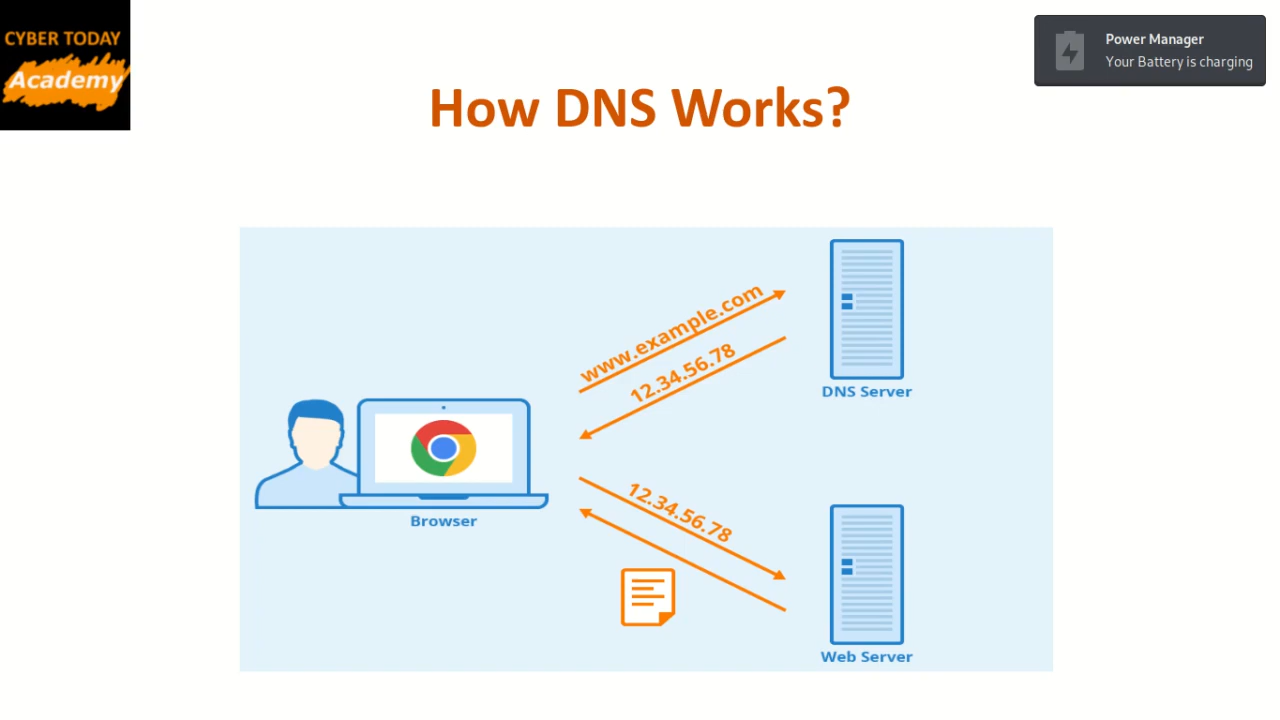 CYBER TODAY
Academy
Power Manager
Your Battery is charging
How DNS Works?
www.example.com
12.34.56.78
DNS Server
12.34.56.78
Browser
Web Server